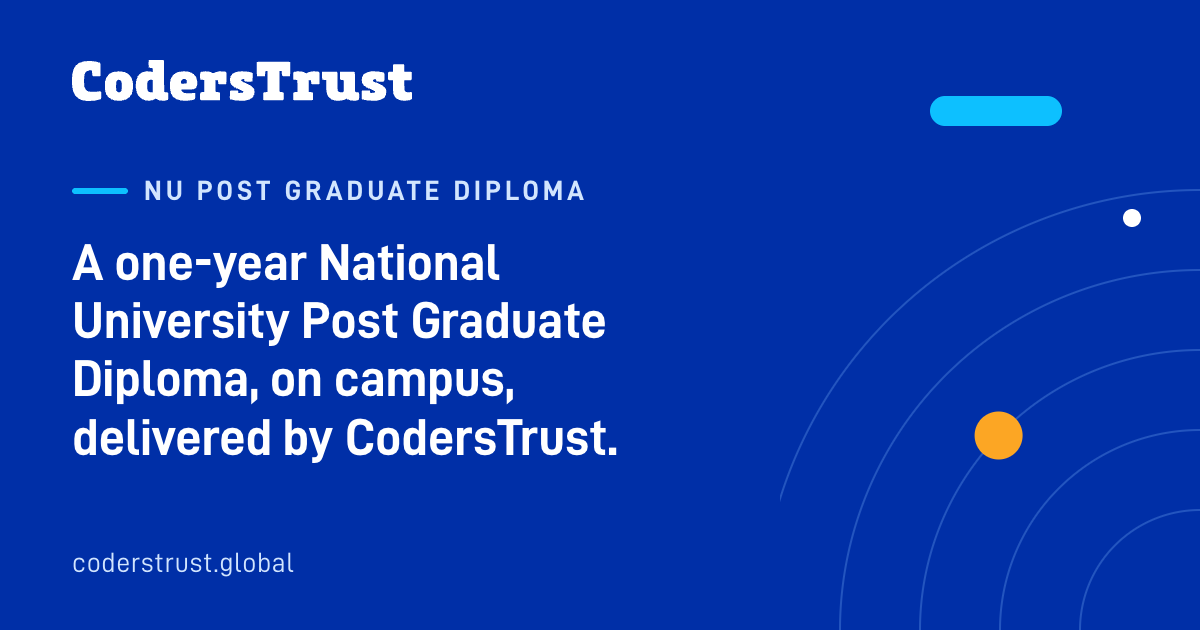 CodersTrust
NU POST GRADUATE DIPLOMA
A one-year National
University Post Graduate
Diploma, on campus,
delivered by CodersTrust.
coderstrust.global